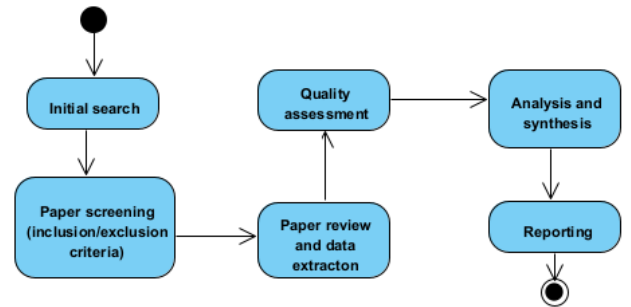 Initial search
Paper screening
(inclusion/exclusion
criteria)
Paper review
and data
extracton
Quality
assessment
Analysis and
synthesis
Reporting